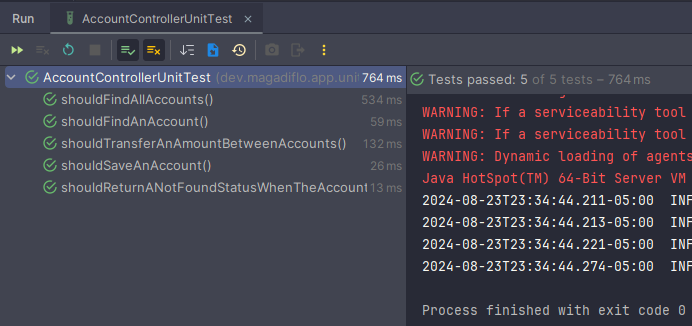 Run AccountControllerUnitTest
AccountControllerUnitTest (dev.magadiflo.app.uni 764 ms
shouldFindAllAccounts() 534 ms
shouldFindAnAccount() 59 ms
shouldTransferAnAmountBetweenAccounts() 132 ms
shouldSaveAnAccount() 26 ms
shouldReturnANotFoundStatusWhenTheAccount 13 ms
Tests passed: 5 of 5 tests – 764 ms
WARNING: If a serviceability tool
WARNING: If a serviceability tool
WARNING: Dynamic loading of agents
Java HotSpot(TM) 64-Bit Server VM
2024-08-23T23:34:44.211-05:00 INF
2024-08-23T23:34:44.213-05:00 INF
2024-08-23T23:34:44.221-05:00 INF
2024-08-23T23:34:44.274-05:00 INF
Process finished with exit code 0